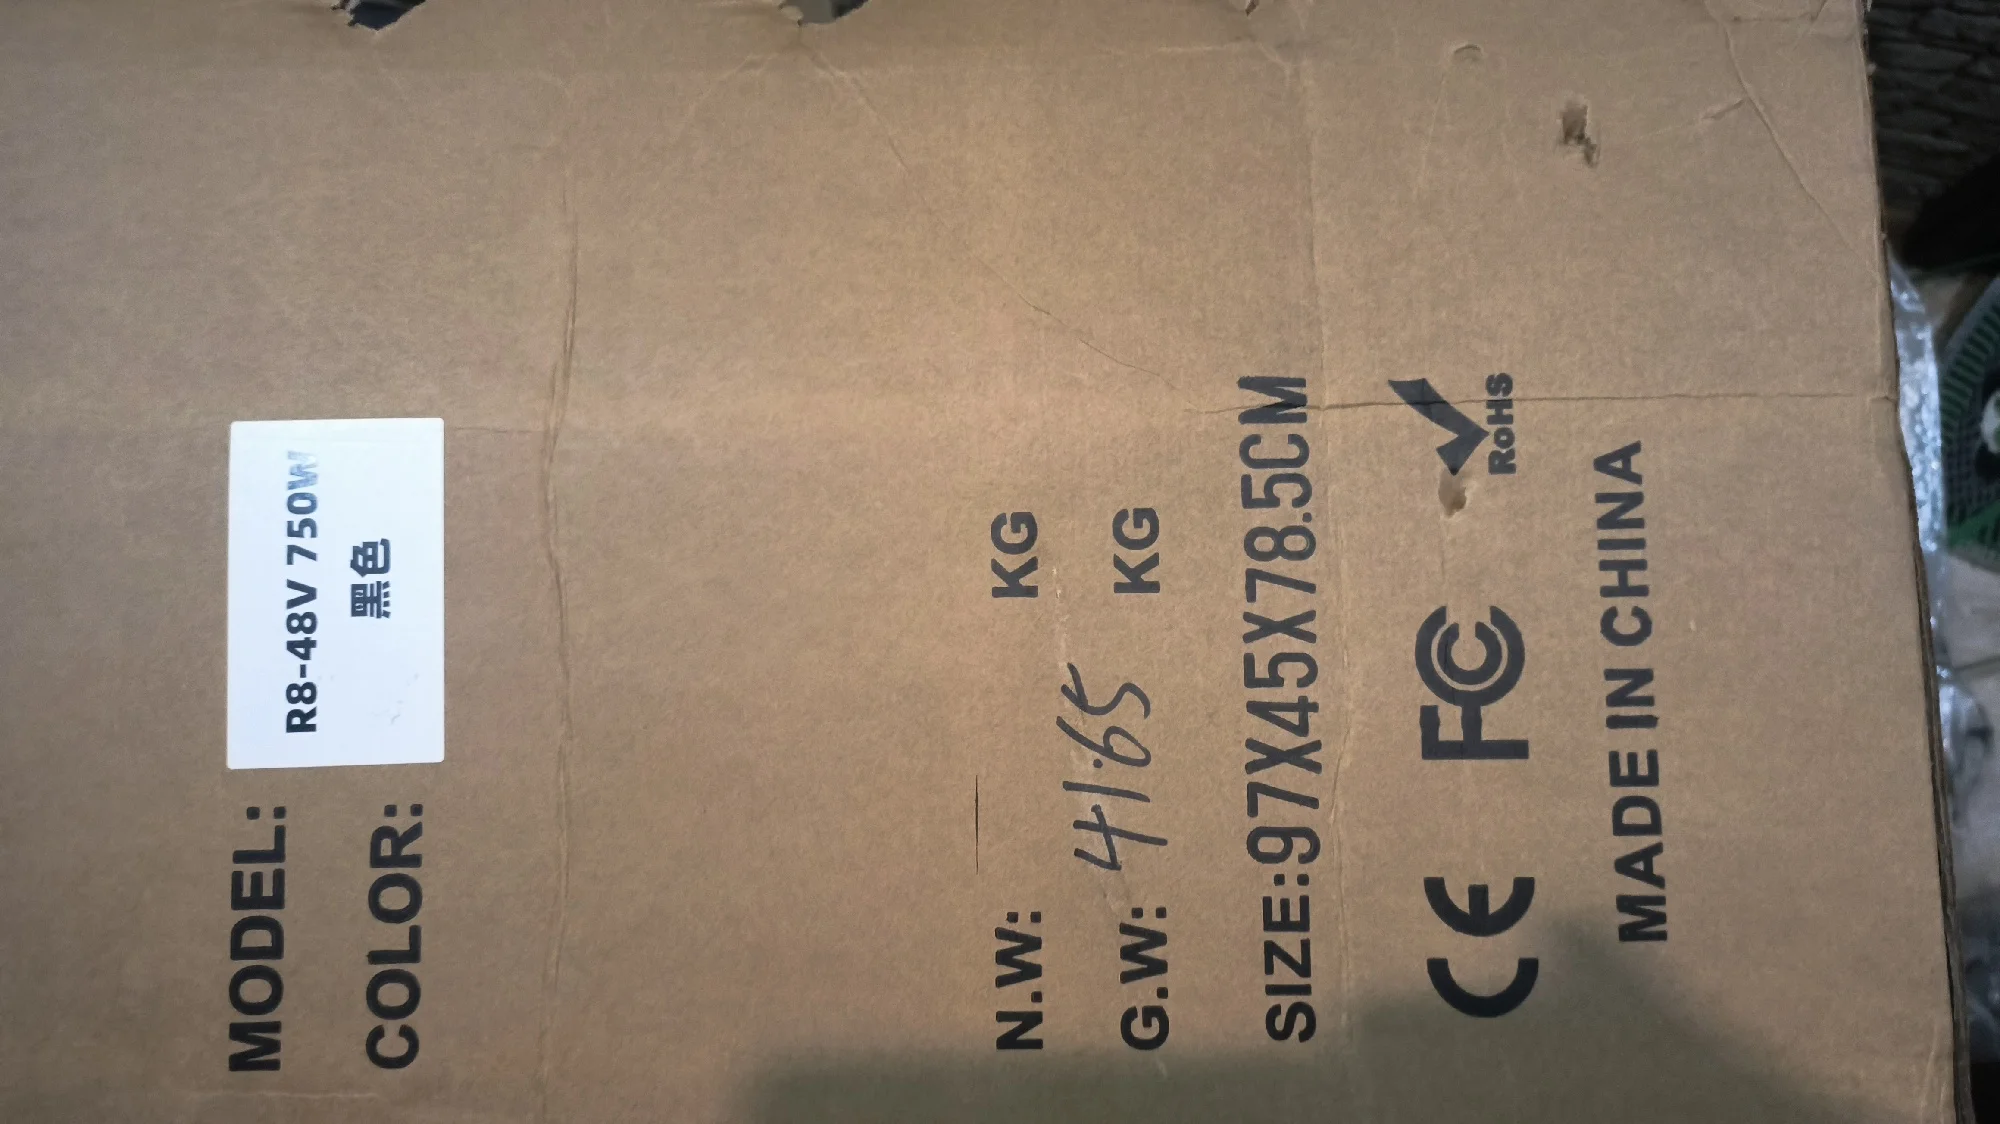 MODEL: R8-48V 750W
COLOR: 黑色
N.W: KG
G.W: 41.65 KG
SIZE:97X45X78.5CM
CE FC RoHS
MADE IN CHINA